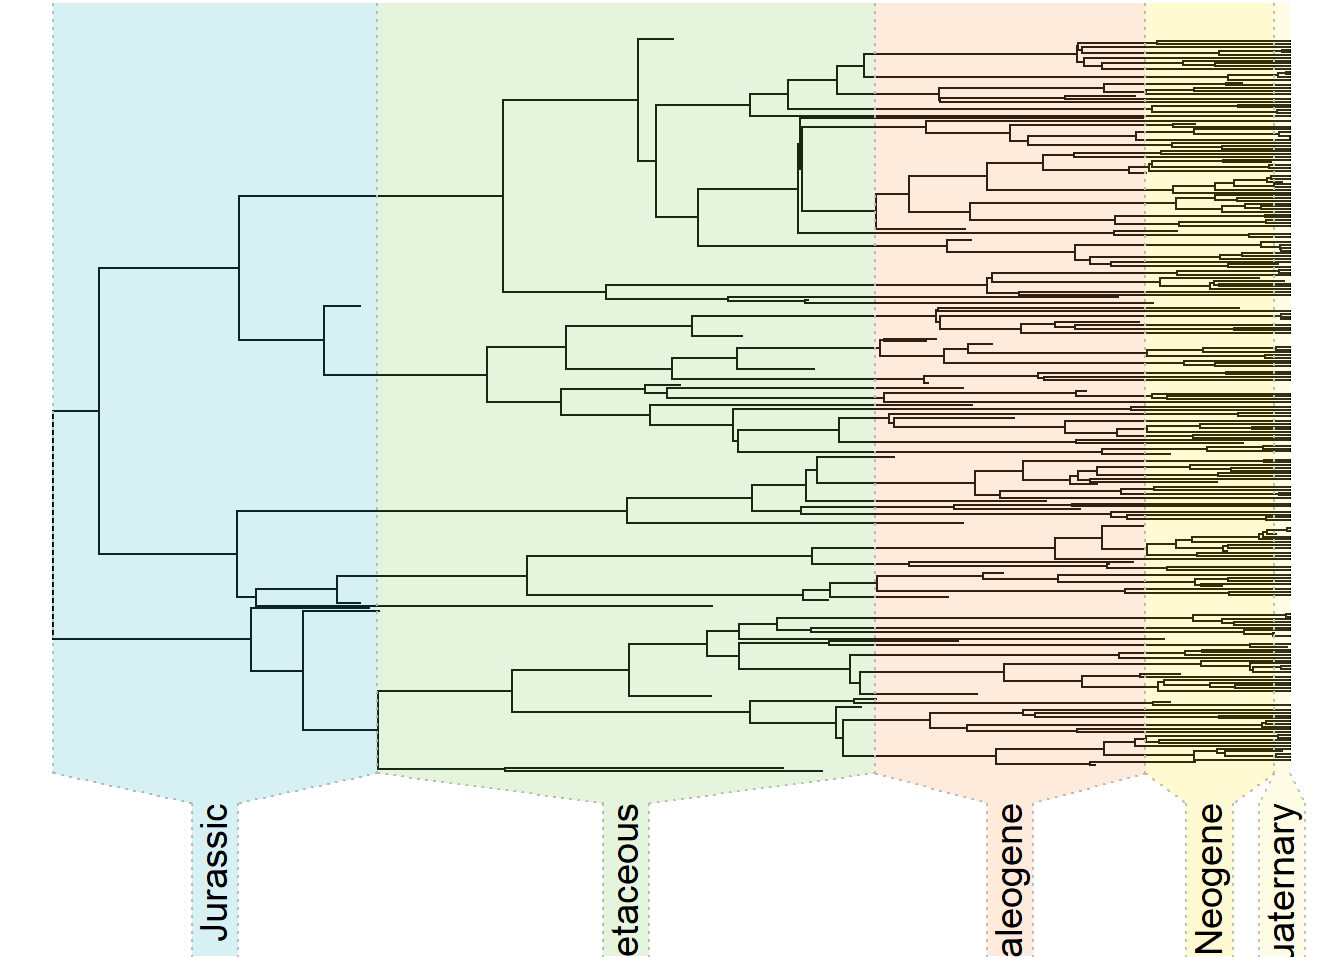 Jurassic
etaceous
aleogene
Neogene
uaternary